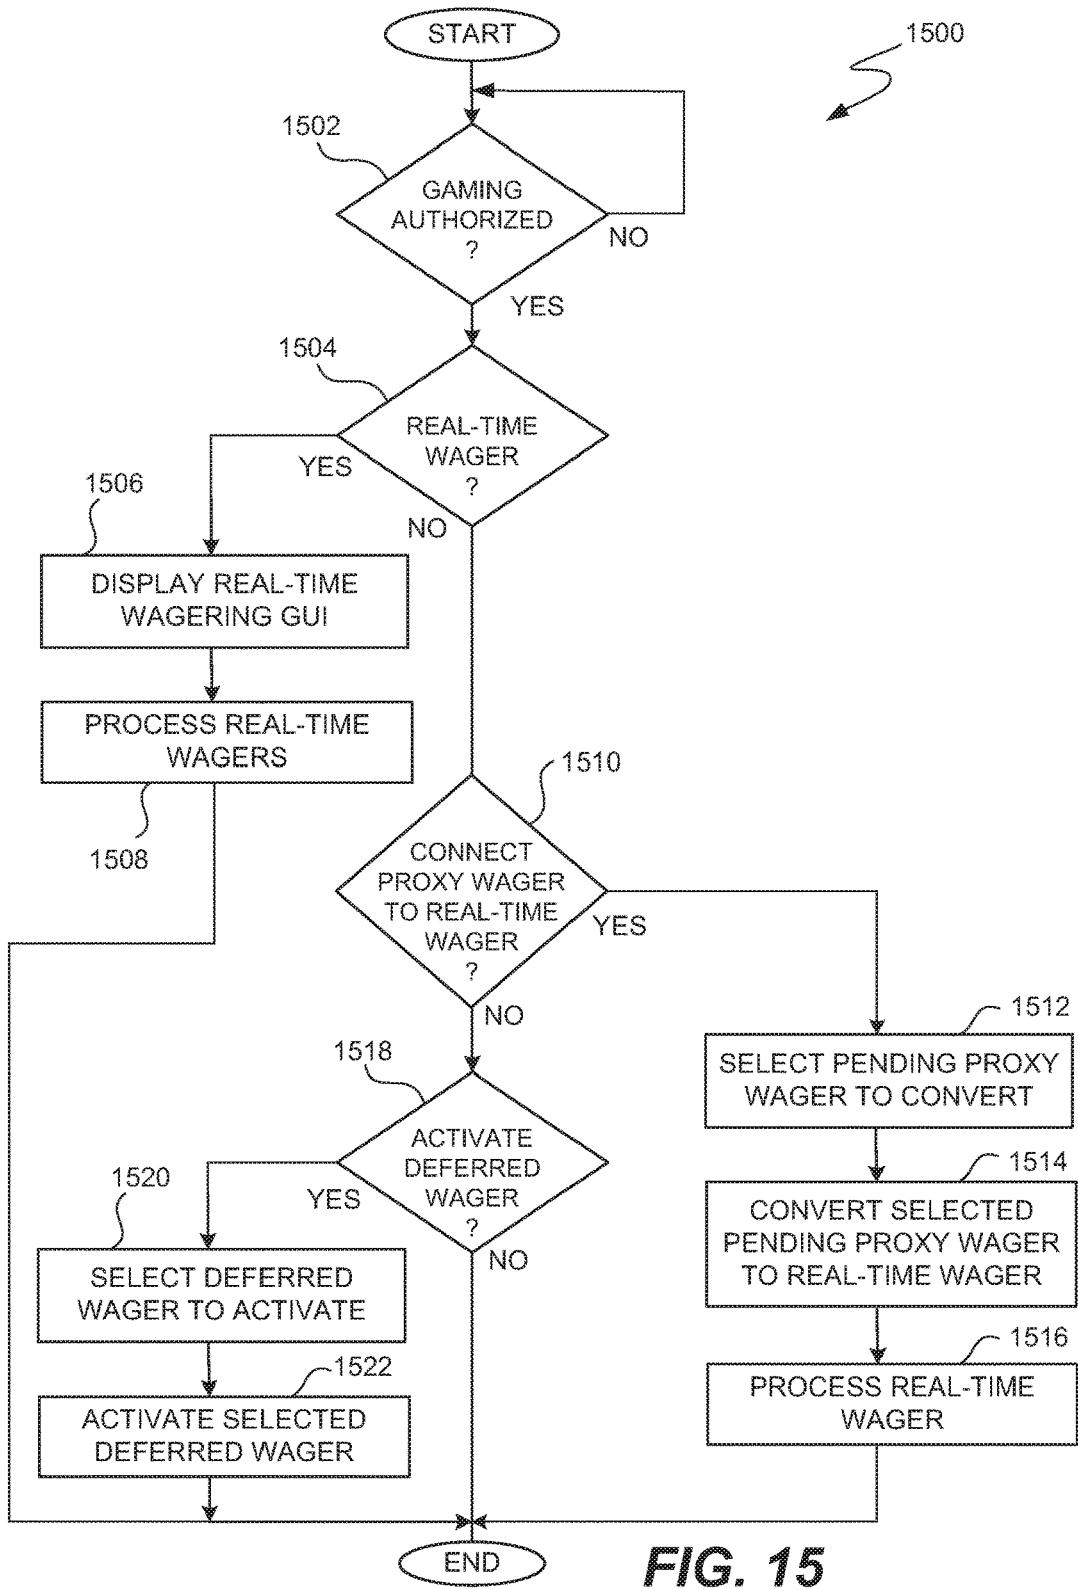 START
1500
1502
GAMING
AUTHORIZED
?
NO
YES
1504
REAL-TIME
WAGER
?
YES
NO
1506
DISPLAY REAL-TIME
WAGERING GUI
PROCESS REAL-TIME
WAGERS
1508
1510
CONNECT
PROXY WAGER
TO REAL-TIME
WAGER
?
YES
NO
1512
SELECT PENDING PROXY
WAGER TO CONVERT
1514
CONVERT SELECTED
PENDING PROXY WAGER
TO REAL-TIME WAGER
1516
PROCESS REAL-TIME
WAGER
1518
ACTIVATE
DEFERRED
WAGER
?
YES
NO
1520
SELECT DEFERRED
WAGER TO ACTIVATE
1522
ACTIVATE SELECTED
DEFERRED WAGER
END
FIG. 15